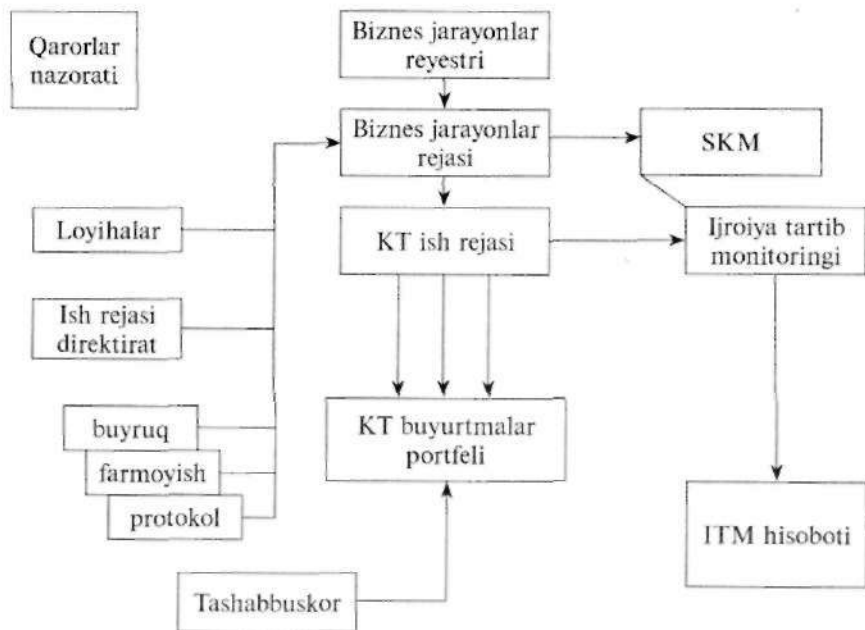 Qarorlar
nazorati
Biznes jarayonlar
reyestri
Biznes jarayonlar
rejasi
SKM
Loyihalar
KT ish rejasi
Ijroiya tartib
monitoringi
Ish rejasi
direktirat
buyruq
farmoyish
protokol
KT buyurtmalar
portfeli
ITM hisoboti
Tashabbuskor